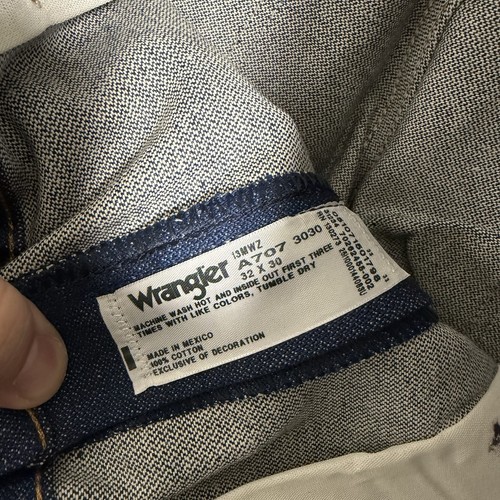 13MWZ
Wrangler A707 3030
32 X 30
MACHINE WASH HOT AND INSIDE OUT FIRST THREE
TIMES WITH LIKE COLORS, TUMBLE DRY
MADE IN MEXICO
100% COTTON
EXCLUSIVE OF DECORATION